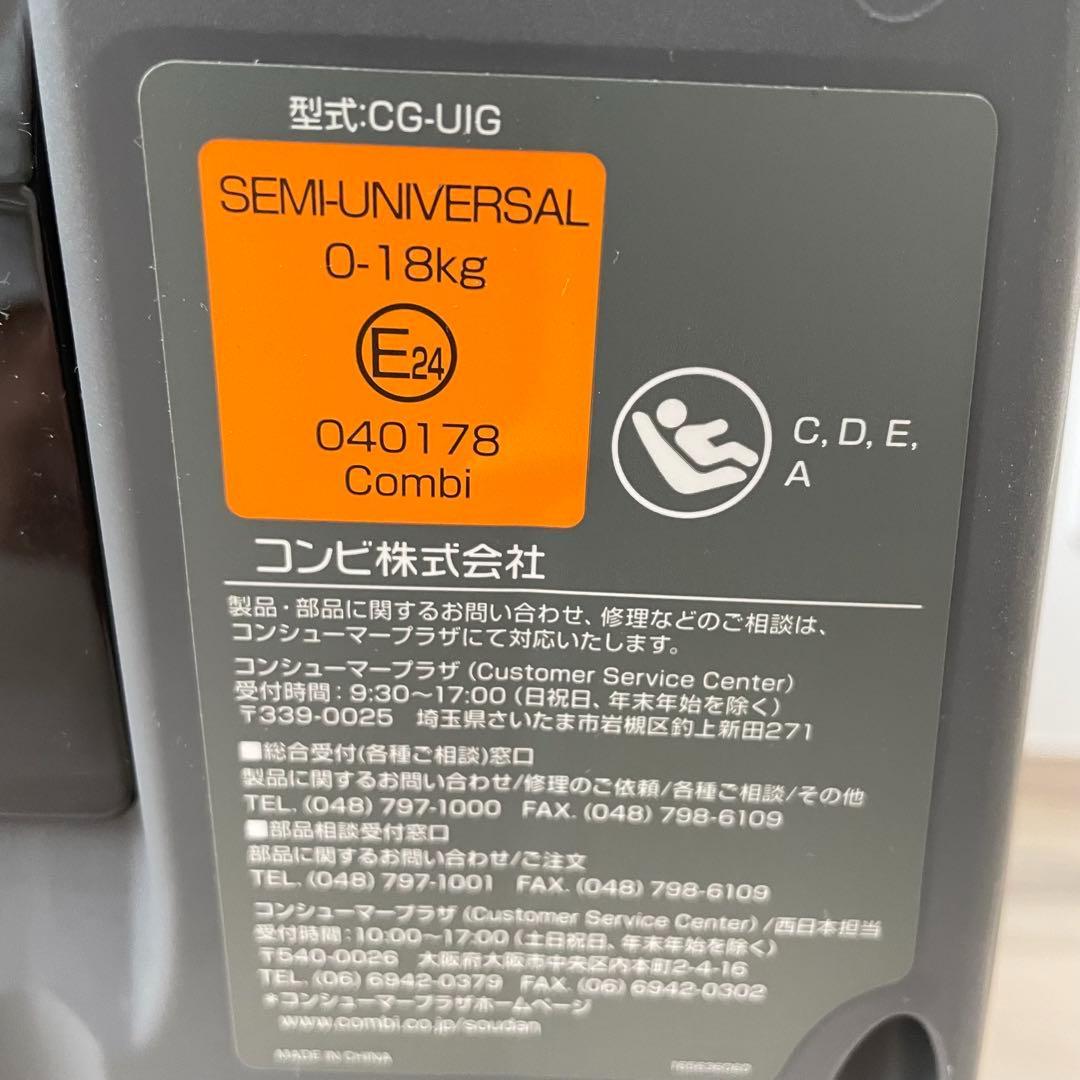 型式:CG-UIG
SEMI-UNIVERSAL
0-18kg
E24
040178
Combi
C, D, E,
A
コンビ株式会社
製品・部品に関するお問い合わせ、修理などのご相談は、
コンシューマープラザにて対応いたします。
コンシューマープラザ (Customer Service Center)
受付時間：9:30～17:00（日祝日、年末年始を除く）
〒339-0025 埼玉県さいたま市岩槻区釣上新田271
■総合受付(各種ご相談)窓口
製品に関するお問い合わせ/修理のご依頼/各種ご相談/その他
TEL. (048) 797-1000 FAX. (048) 798-6109
■部品相談受付窓口
部品に関するお問い合わせ/ご注文
TEL. (048) 797-1001 FAX. (048) 798-6109
コンシューマープラザ (Customer Service Center) /西日本担当
受付時間：10:00～17:00（土日祝日、年末年始を除く）
〒540-0026 大阪府大阪市中央区内本町2-4-16
TEL. (06) 6942-0379 FAX. (06) 6942-0302
*コンシューマープラザホームページ
www.combi.co.jp/soudan
MADE IN CHINA